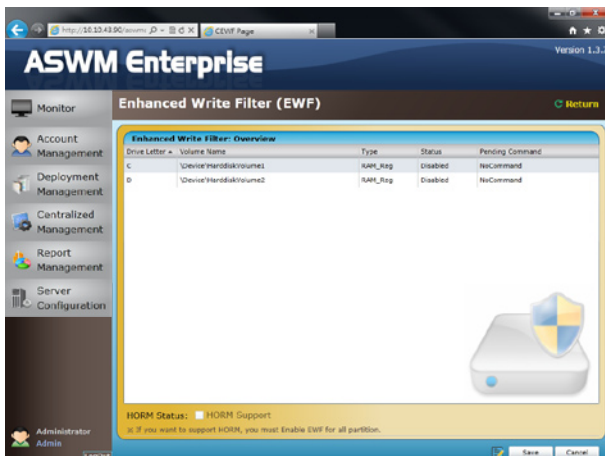 http://10.10.43.90/aswm
CEWF Page
ASWM Enterprise
Version 1.3.
Monitor
Enhanced Write Filter (EWF)
Return
Account
Management
Deployment
Management
Centralized
Management
Report
Management
Server
Configuration
Enhanced Write Filter: Overview
Drive Letter Volume Name Type Status Pending Command
C \Device\HarddiskVolume1 RAM_Reg Disabled NoCommand
D \Device\HarddiskVolume2 RAM_Reg Disabled NoCommand
HORM Status: HORM Support
※ If you want to support HORM, you must Enable EWF for all partition.
Administrator
Admin
Save Cancel